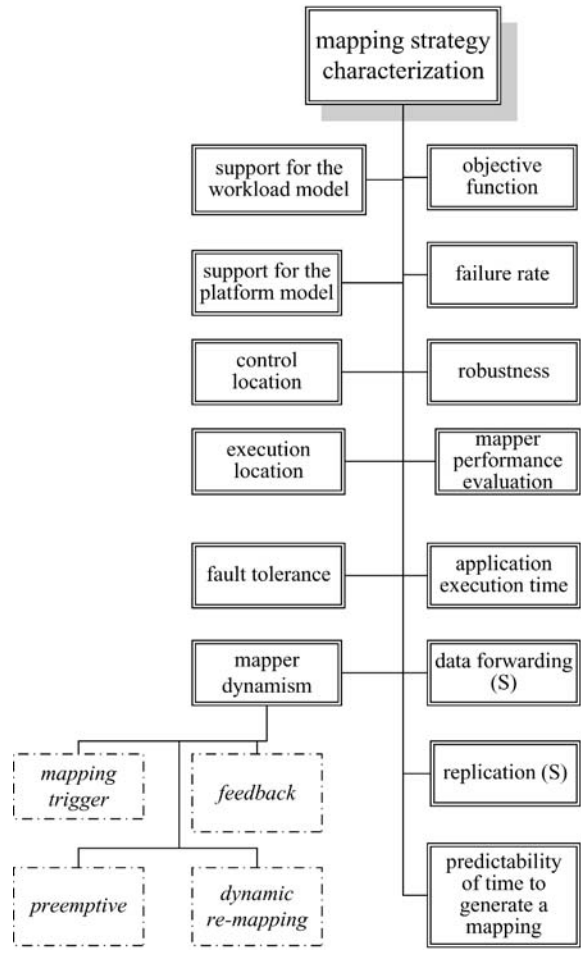 mapping strategy
characterization
support for the
workload model
objective
function
support for the
platform model
failure rate
control
location
robustness
execution
location
mapper
performance
evaluation
fault tolerance
application
execution time
mapper
dynamism
data forwarding
(S)
mapping
trigger
feedback
replication (S)
preemptive
dynamic
re-mapping
predictability
of time to
generate a
mapping